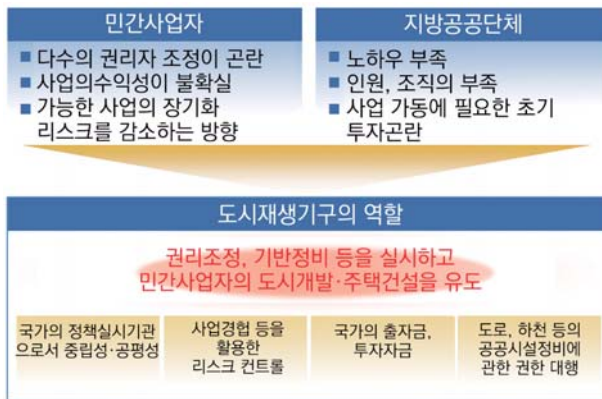 민간사업자
■ 다수의 권리자 조정이 곤란
■ 사업의수익성이 불확실
■ 가능한 사업의 장기화
리스크를 감소하는 방향
지방공공단체
■ 노하우 부족
■ 인원, 조직의 부족
■ 사업 가동에 필요한 초기
투자곤란
도시재생기구의 역할
권리조정, 기반정비 등을 실시하고
민간사업자의 도시개발·주택건설을 유도
국가의 정책실시기관
으로서 중립성·공평성
사업경험 등을
활용한
리스크 컨트롤
국가의 출자금,
투자자금
도로, 하천 등의
공공시설정비에
관한 권한 대행